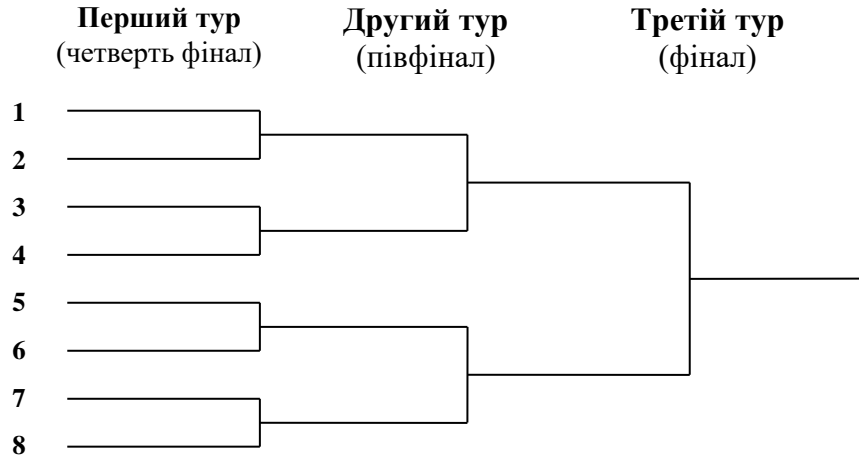 Перший тур
(четверть фінал)
Другий тур
(півфінал)
Третій тур
(фінал)
1
2
3
4
5
6
7
8